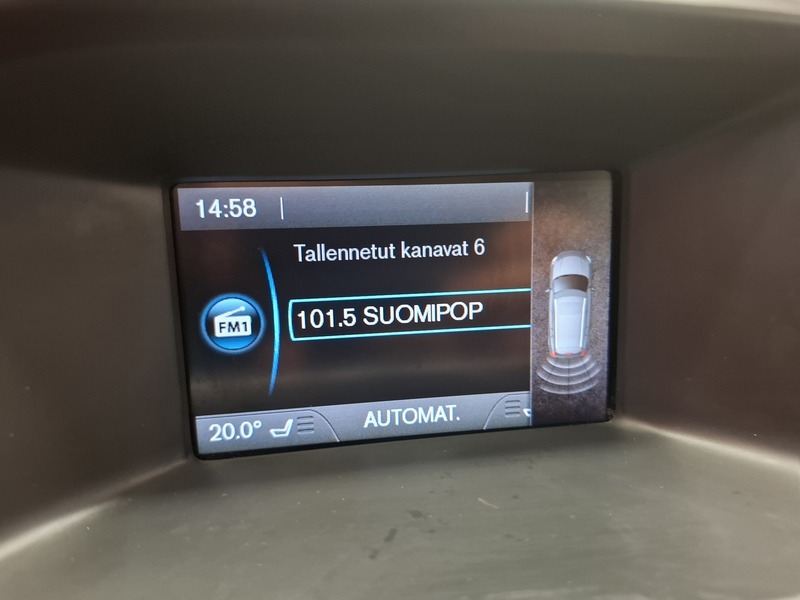 14:58
Tallennetut kanavat 6
FM1
101.5 SUOMIPOP
20.0°
AUTOMAT.